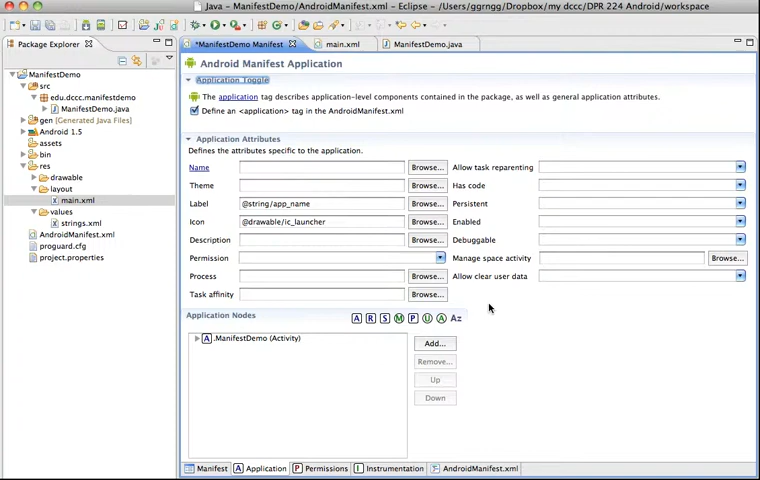 Java – ManifestDemo/AndroidManifest.xml – Eclipse – /Users/ggrngg/Dropbox/my dccc/DPR 224 Android/workspace
Package Explorer
ManifestDemo
src
edu.dccc.manifestdemo
ManifestDemo.java
gen [Generated Java Files]
Android 1.5
assets
bin
res
drawable
layout
main.xml
values
strings.xml
AndroidManifest.xml
proguard.cfg
project.properties
*ManifestDemo Manifest
main.xml
ManifestDemo.java
Android Manifest Application
Application Toggle
The application tag describes application-level components contained in the package, as well as general application attributes.
Define an <application> tag in the AndroidManifest.xml
Application Attributes
Defines the attributes specific to the application.
Name Browse... Allow task reparenting
Theme Browse... Has code
Label @string/app_name Browse... Persistent
Icon @drawable/ic_launcher Browse... Enabled
Description Browse... Debuggable
Permission Manage space activity Browse...
Process Browse... Allow clear user data
Task affinity Browse...
Application Nodes
A R S M P U A Az
.ManifestDemo (Activity)
Add...
Remove...
Up
Down
Manifest A Application P Permissions I Instrumentation AndroidManifest.xml